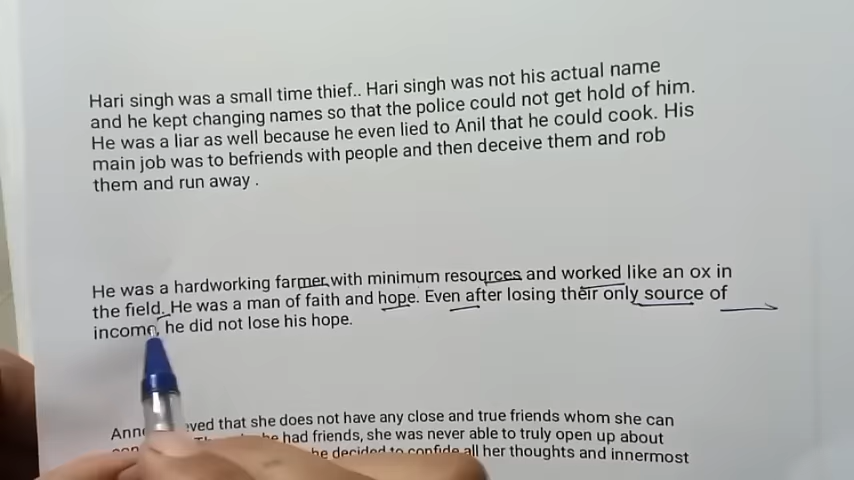 Hari singh was a small time thief.. Hari singh was not his actual name
and he kept changing names so that the police could not get hold of him.
He was a liar as well because he even lied to Anil that he could cook. His
main job was to befriends with people and then deceive them and rob
them and run away .
He was a hardworking farmer with minimum resources and worked like an ox in
the field. He was a man of faith and hope. Even after losing their only source of
income, he did not lose his hope.
that she does not have any close and true friends whom she can
had friends, she was never able to truly open up about
decided to confide all her thoughts and innermost